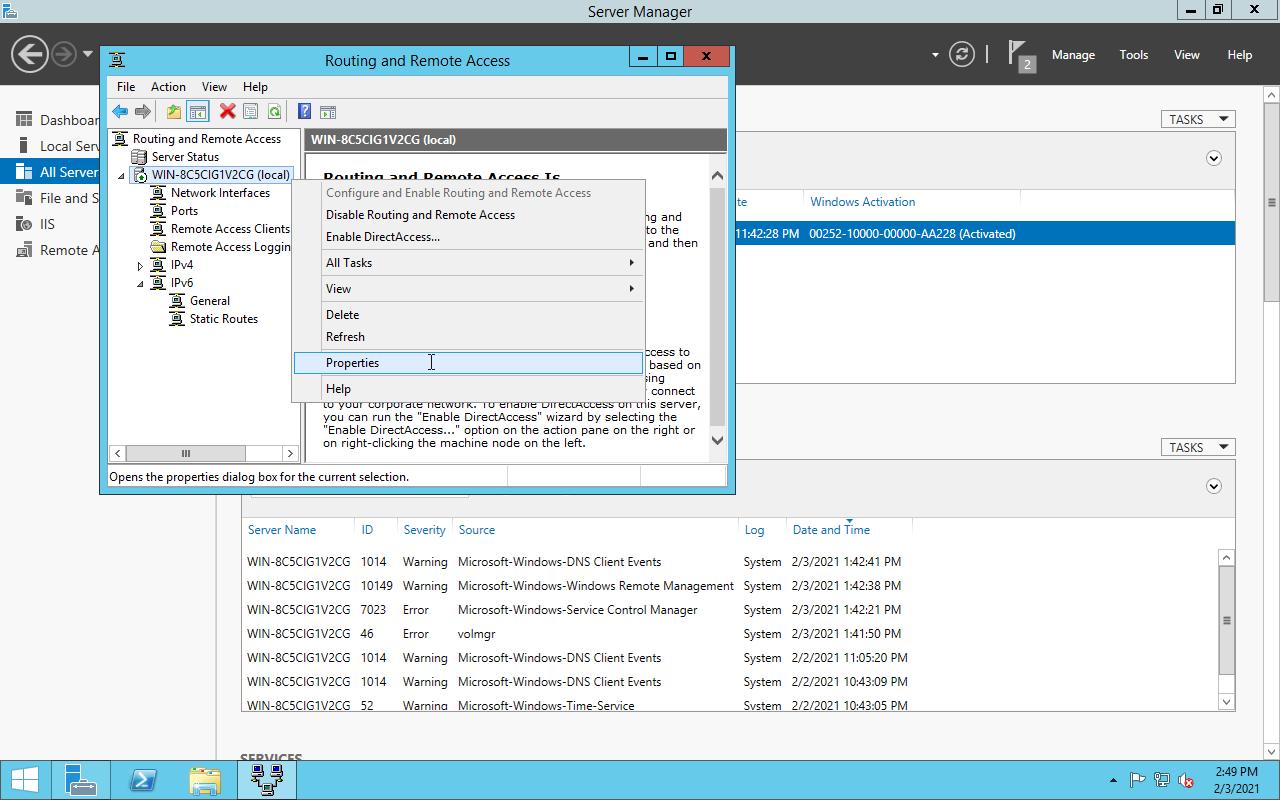 Server Manager
2
Manage
Tools
View
Help
Routing and Remote Access
File
Action
View
Help
Routing and Remote Access
Server Status
WIN-8C5CIG1V2CG (local)
Network Interfaces
Ports
Remote Access Clients
Remote Access Loggin
IPv4
IPv6
General
Static Routes
WIN-8C5CIG1V2CG (local)
Routing and Remote Access Is
ng and
to the
and then
Configure and Enable Routing and Remote Access
Disable Routing and Remote Access
Enable DirectAccess...
All Tasks
View
Delete
Refresh
Properties
Help
ccess to
based on
sing
connect
to your corporate network. To enable DirectAccess on this server,
you can run the "Enable DirectAccess" wizard by selecting the
"Enable DirectAccess..." option on the action pane on the right or
on right-clicking the machine node on the left.
Opens the properties dialog box for the current selection.
Dashboar
Local Serv
All Server
File and S
IIS
Remote A
TASKS
te
Windows Activation
11:42:28 PM
00252-10000-00000-AA228 (Activated)
TASKS
Server Name ID Severity Source Log Date and Time
WIN-8C5CIG1V2CG 1014 Warning Microsoft-Windows-DNS Client Events System 2/3/2021 1:42:41 PM
WIN-8C5CIG1V2CG 10149 Warning Microsoft-Windows-Windows Remote Management System 2/3/2021 1:42:38 PM
WIN-8C5CIG1V2CG 7023 Error Microsoft-Windows-Service Control Manager System 2/3/2021 1:42:21 PM
WIN-8C5CIG1V2CG 46 Error volmgr System 2/3/2021 1:41:50 PM
WIN-8C5CIG1V2CG 1014 Warning Microsoft-Windows-DNS Client Events System 2/2/2021 11:05:20 PM
WIN-8C5CIG1V2CG 1014 Warning Microsoft-Windows-DNS Client Events System 2/2/2021 10:43:09 PM
WIN-8C5CIG1V2CG 52 Warning Microsoft-Windows-Time-Service System 2/2/2021 10:43:05 PM
SERVICES
2:49 PM
2/3/2021